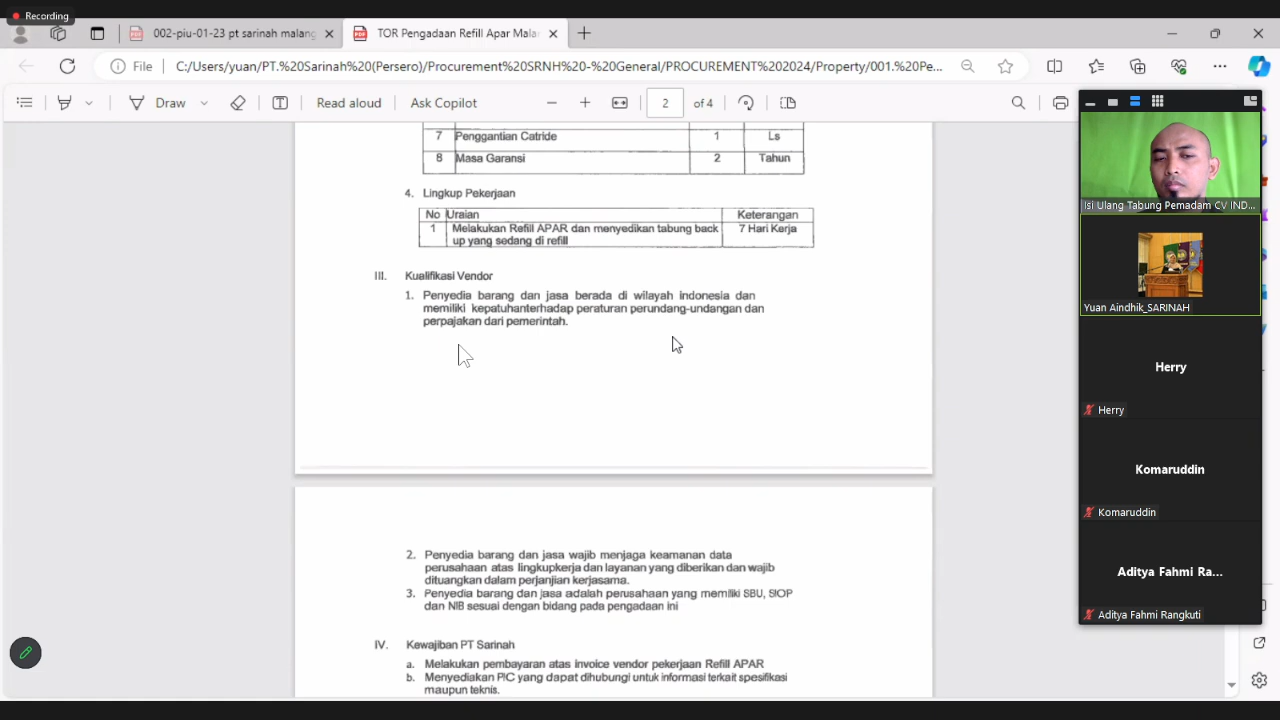 Recording
002-piu-01-23 pt sarinah malang
TOR Pengadaan Refill Apar Mala
File
C:/Users/yuan/PT.%20Sarinah%20(Persero)/Procurement%20SRNH%20-%20General/PROCUREMENT%202024/Property/001.%20Pe...
Draw
Read aloud
Ask Copilot
2 of 4
7 Penggantian Catride 1 Ls
8 Masa Garansi 2 Tahun
4. Lingkup Pekerjaan
No Uraian Keterangan
1 Melakukan Refill APAR dan menyedikan tabung back 7 Hari Kerja
up yang sedang di refill
III. Kualifikasi Vendor
1. Penyedia barang dan jasa berada di wilayah indonesia dan
memiliki kepatuhanterhadap peraturan perundang-undangan dan
perpajakan dari pemerintah.
2. Penyedia barang dan jasa wajib menjaga keamanan data
perusahaan atas lingkupkerja dan layanan yang diberikan dan wajib
dituangkan dalam perjanjian kerjasama.
3. Penyedia barang dan jasa adalah perusahaan yang memiliki SBU, SIOP
dan NIB sesuai dengan bidang pada pengadaan ini
IV. Kewajiban PT Sarinah
a. Melakukan pembayaran atas invoice vendor pekerjaan Refill APAR
b. Menyediakan PIC yang dapat dihubungi untuk informasi terkait spesifikasi
maupun teknis.
Isi Ulang Tabung Pemadam CV IND...
Yuan Aindhik_SARINAH
Herry
Herry
Komaruddin
Komaruddin
Aditya Fahmi Ra...
Aditya Fahmi Rangkuti